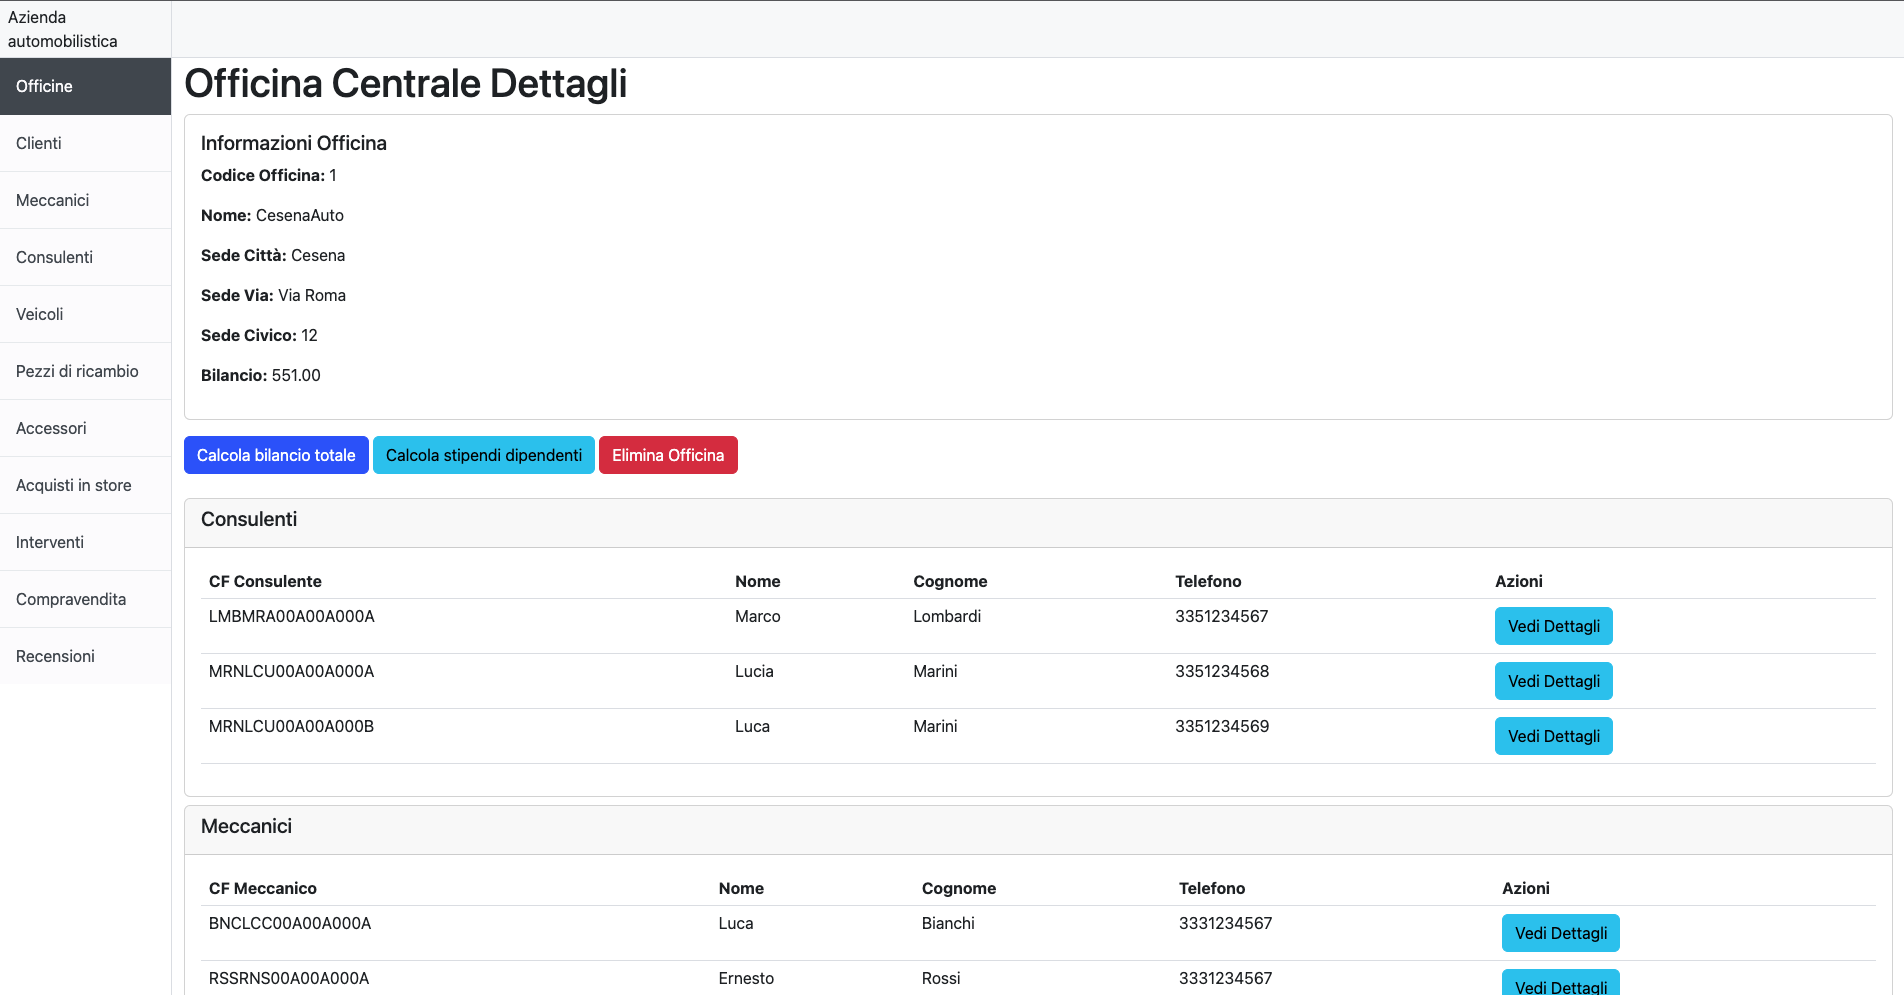 Azienda
automobilistica
Officine
Clienti
Meccanici
Consulenti
Veicoli
Pezzi di ricambio
Accessori
Acquisti in store
Interventi
Compravendita
Recensioni
Officina Centrale Dettagli
Informazioni Officina
Codice Officina: 1
Nome: CesenaAuto
Sede Città: Cesena
Sede Via: Via Roma
Sede Civico: 12
Bilancio: 551.00
Calcola bilancio totale Calcola stipendi dipendenti Elimina Officina
Consulenti
CF Consulente Nome Cognome Telefono Azioni
LMBMRA00A00A000A Marco Lombardi 3351234567 Vedi Dettagli
MRNLCU00A00A000A Lucia Marini 3351234568 Vedi Dettagli
MRNLCU00A00A000B Luca Marini 3351234569 Vedi Dettagli
Meccanici
CF Meccanico Nome Cognome Telefono Azioni
BNCLCC00A00A000A Luca Bianchi 3331234567 Vedi Dettagli
RSSRNS00A00A000A Ernesto Rossi 3331234567 Vedi Dettagli